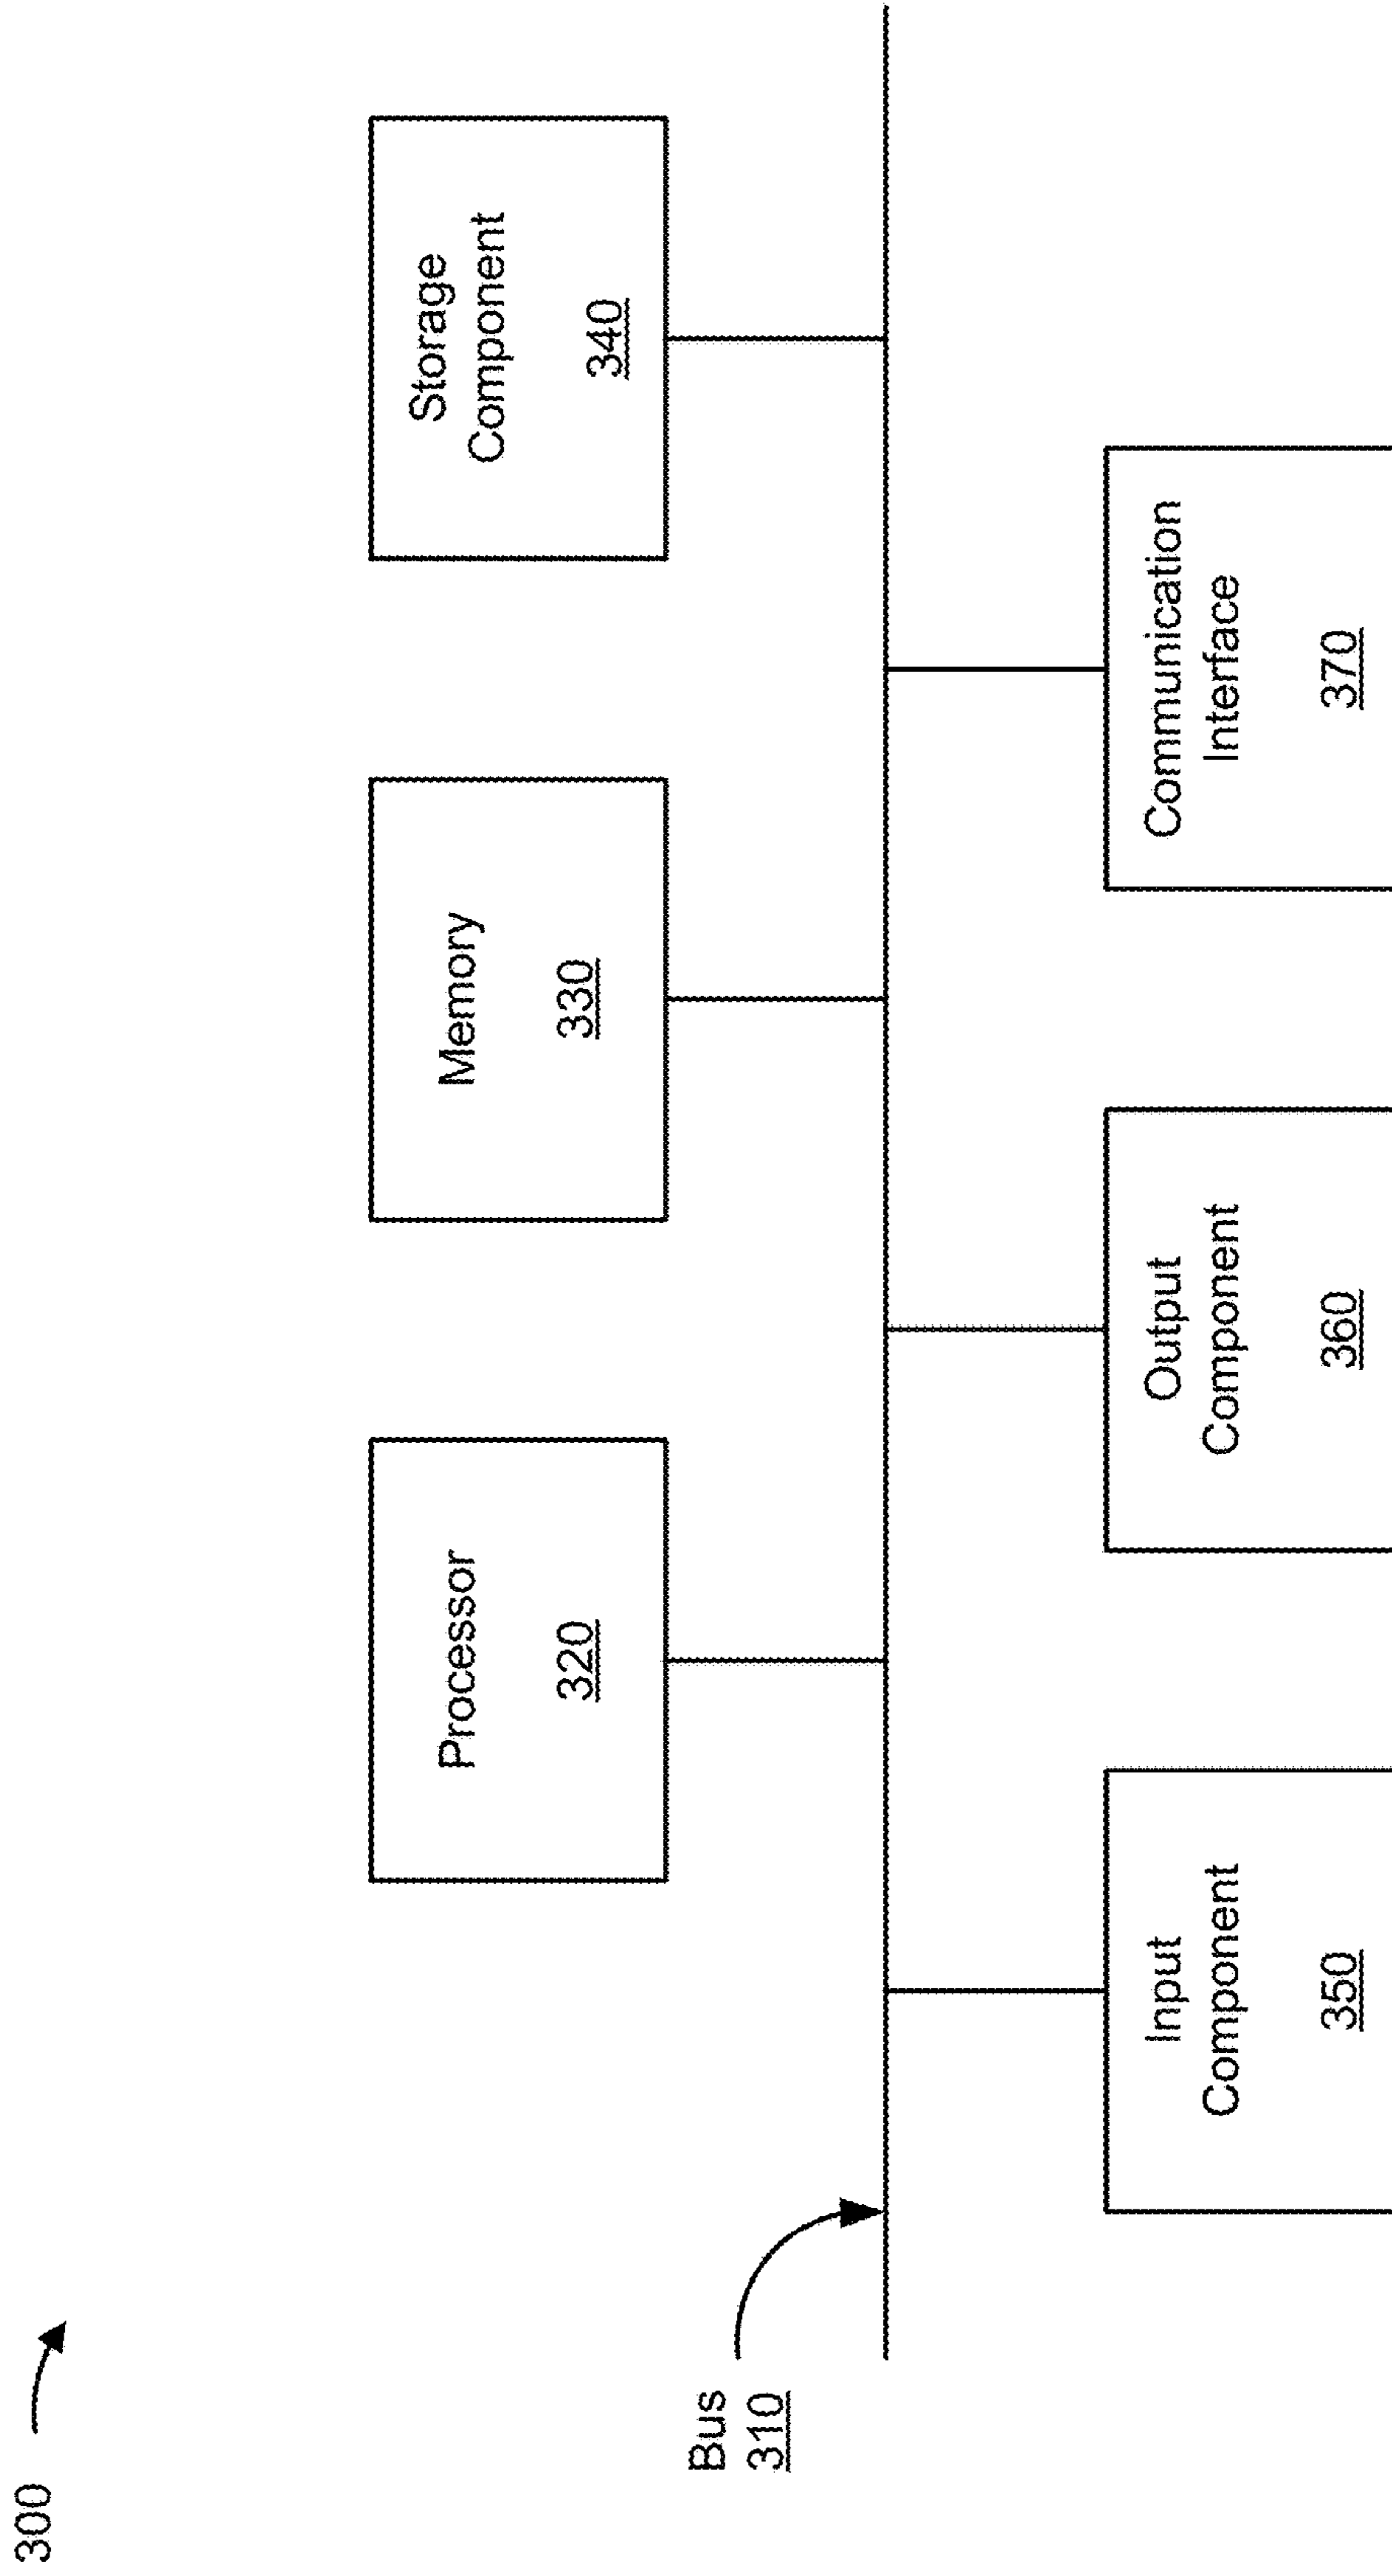 300
Processor
320
Memory
330
Storage
Component
340
Bus
310
Input
Component
350
Output
Component
360
Communication
Interface
370